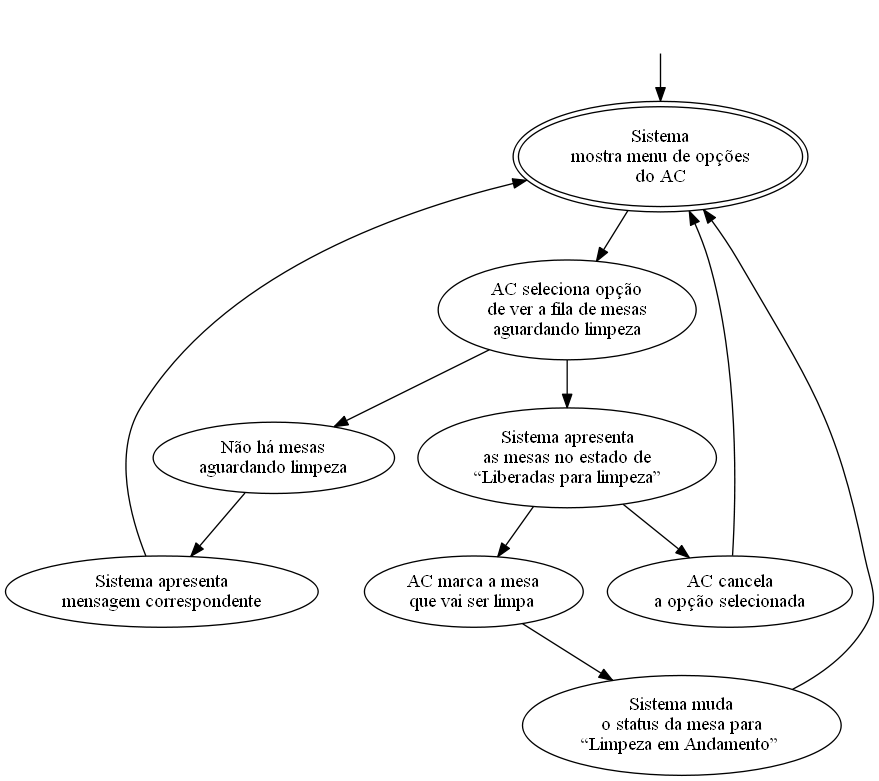 Sistema
mostra menu de opções
do AC
AC seleciona opção
de ver a fila de mesas
aguardando limpeza
Não há mesas
aguardando limpeza
Sistema apresenta
as mesas no estado de
“Liberadas para limpeza”
Sistema apresenta
mensagem correspondente
AC marca a mesa
que vai ser limpa
AC cancela
a opção selecionada
Sistema muda
o status da mesa para
“Limpeza em Andamento”